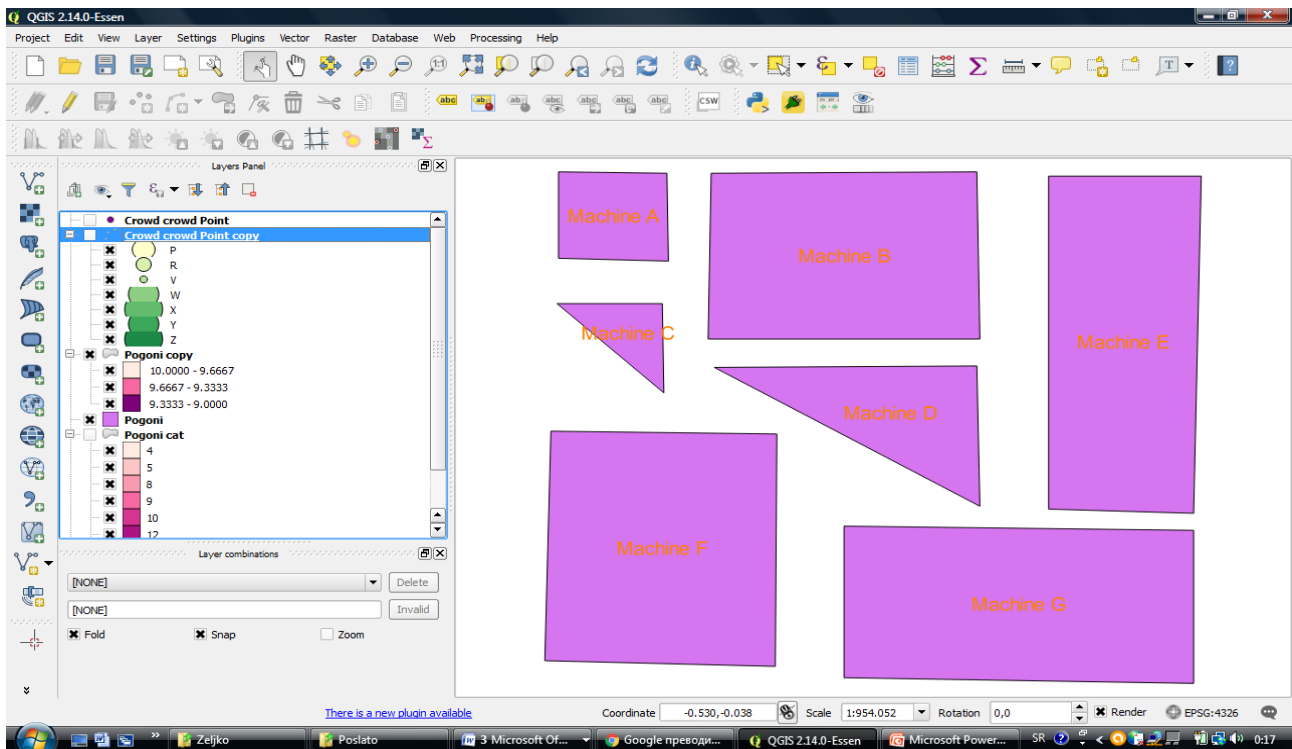 QGIS 2.14.0-Essen
Project Edit View Layer Settings Plugins Vector Raster Database Web Processing Help
Layers Panel
Crowd crowd Point
Crowd crowd Point copy
P
R
V
W
X
Y
Z
Pogoni copy
10.0000 - 9.6667
9.6667 - 9.3333
9.3333 - 9.0000
Pogoni
Pogoni cat
4
5
8
9
10
12
Layer combinations
[NONE] Delete
[NONE] Invalid
Fold Snap Zoom
Machine A
Machine B
Machine C
Machine D
Machine E
Machine F
Machine G
There is a new plugin available
Coordinate -0.530,-0.038 Scale 1:954.052 Rotation 0,0 Render EPSG:4326
Zeljko Poslato 3 Microsoft Of... Google преводи... QGIS 2.14.0-Essen Microsoft Power... SR 0:17